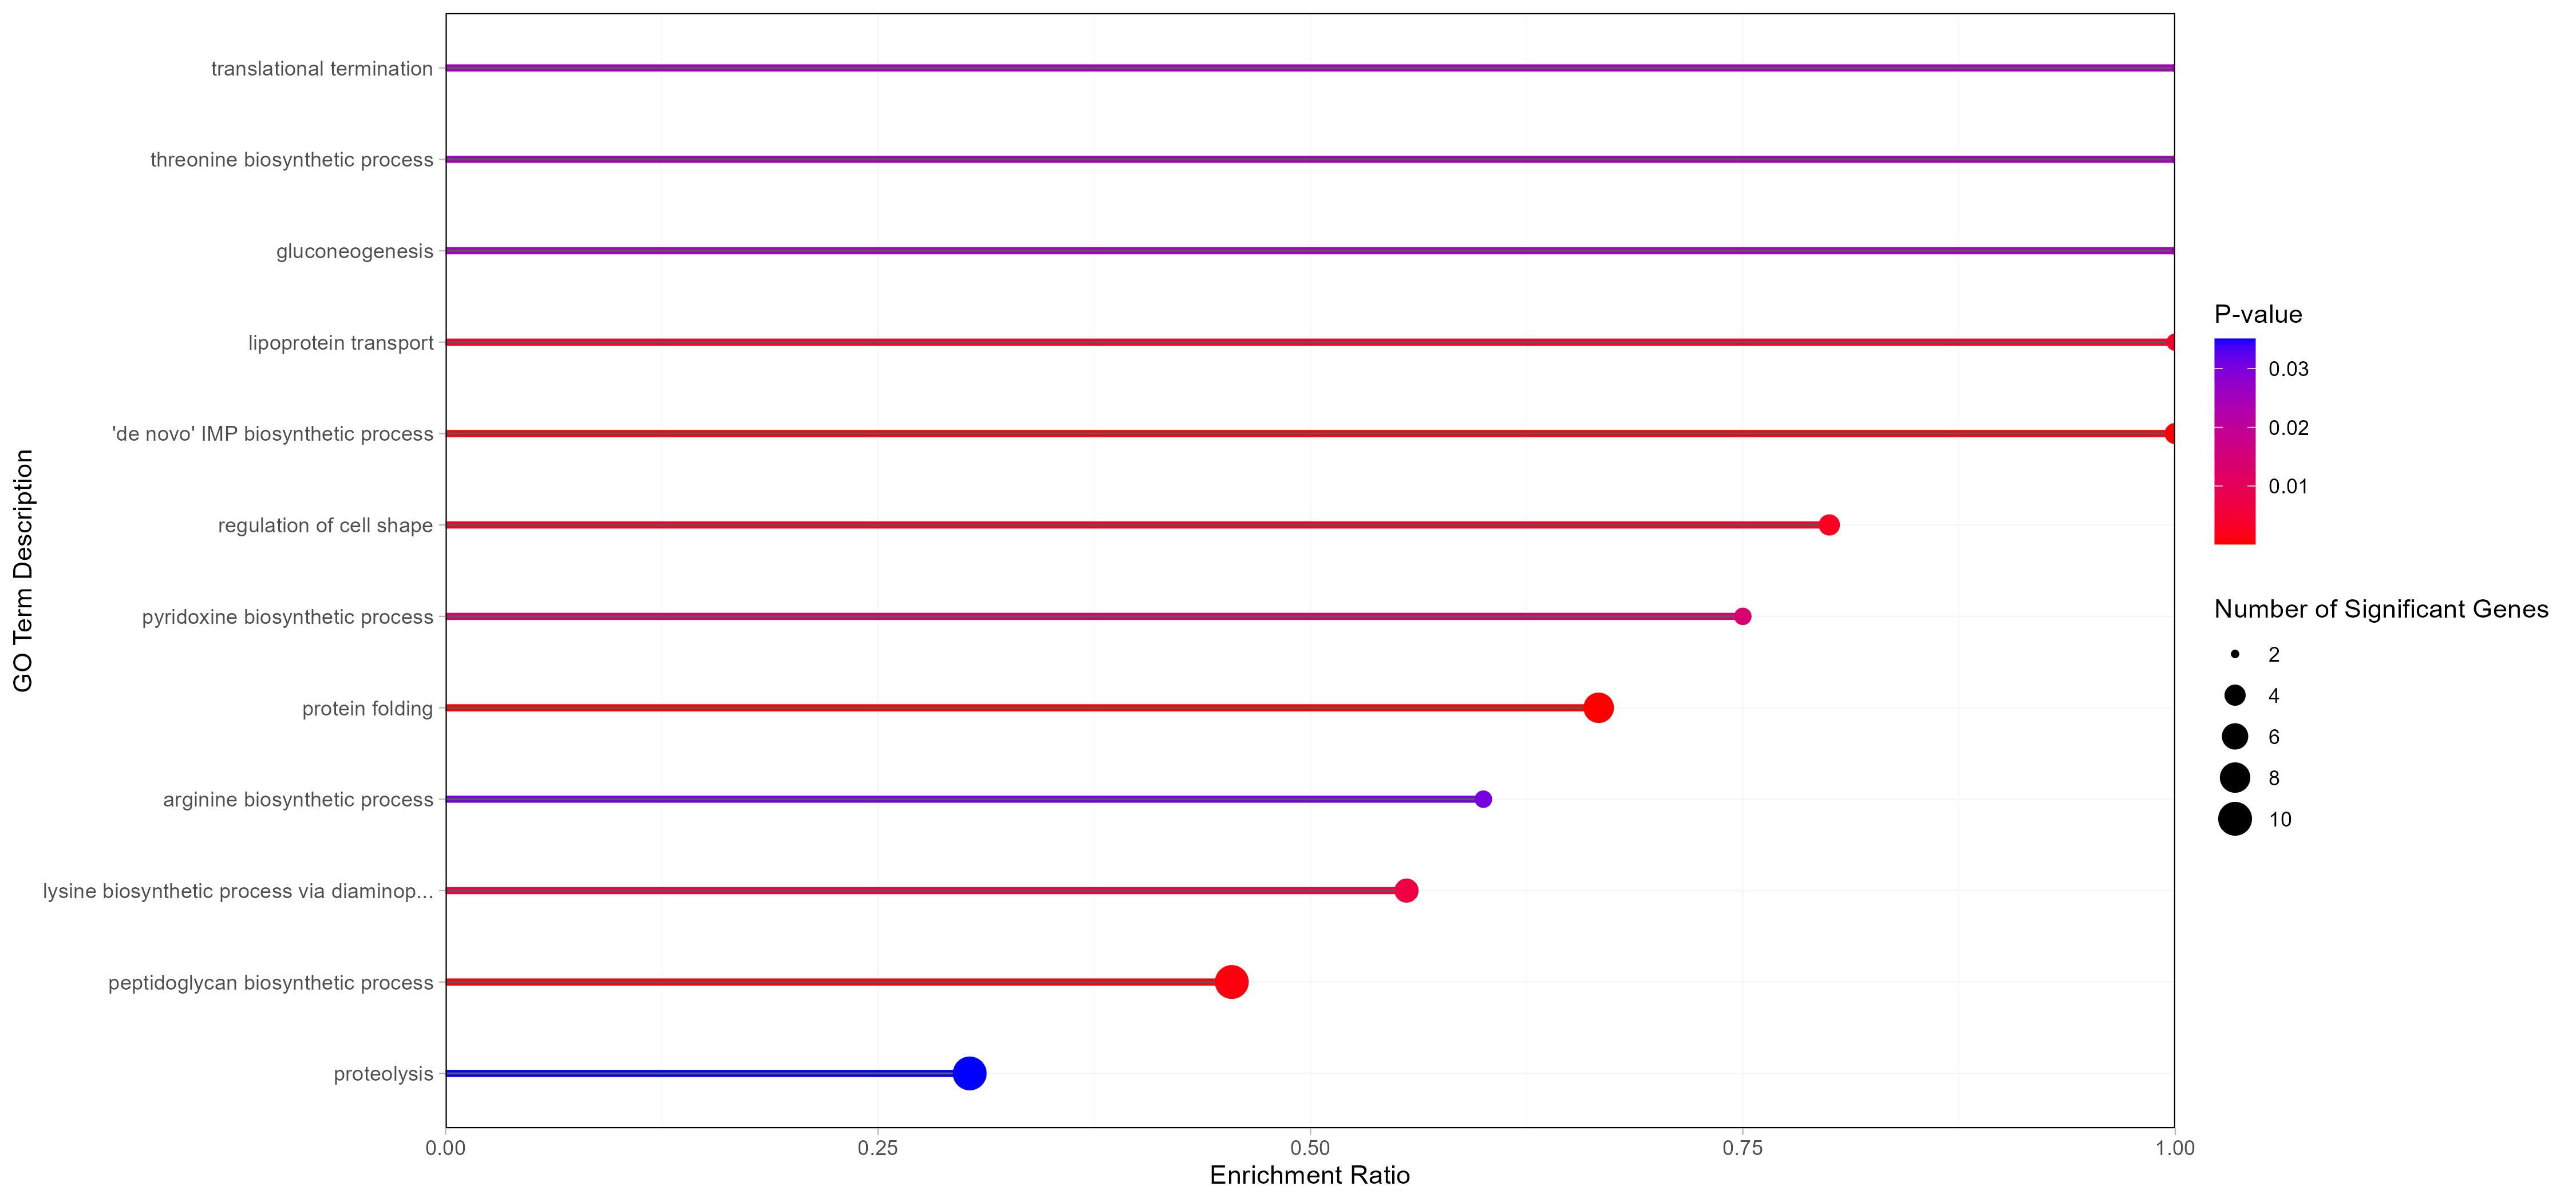 translational termination
threonine biosynthetic process
gluconeogenesis
lipoprotein transport
'de novo' IMP biosynthetic process
regulation of cell shape
pyridoxine biosynthetic process
protein folding
arginine biosynthetic process
lysine biosynthetic process via diaminop...
peptidoglycan biosynthetic process
proteolysis
GO Term Description
0.00
0.25
0.50
0.75
1.00
Enrichment Ratio
P-value
0.03
0.02
0.01
Number of Significant Genes
2
4
6
8
10